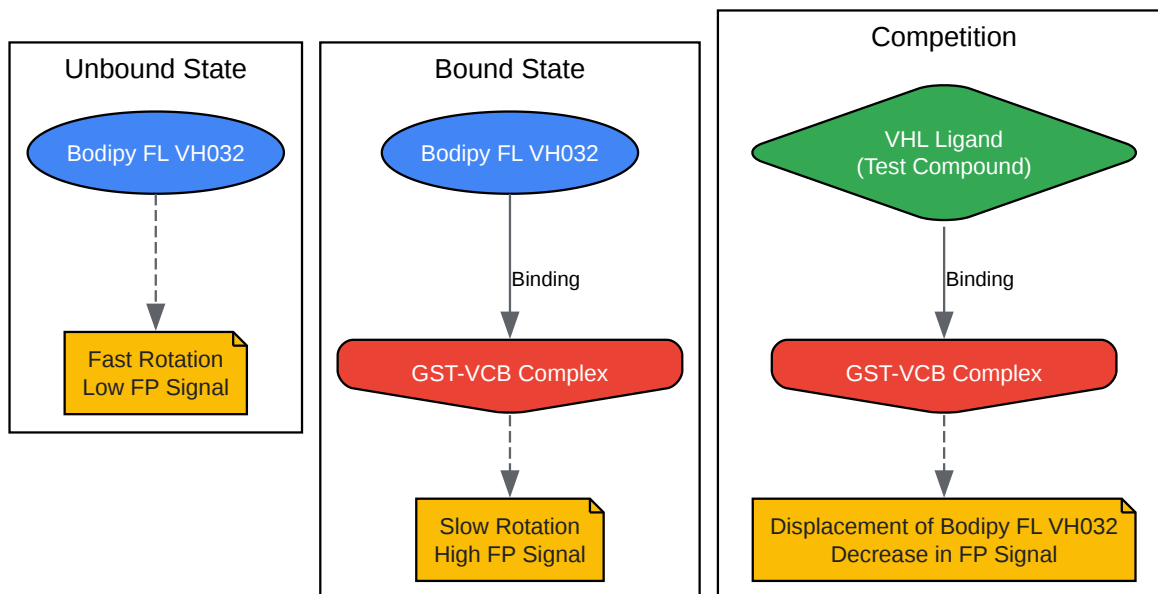 Unbound State
Bodipy FL VH032
Fast Rotation
Low FP Signal
Bound State
Bodipy FL VH032
Binding
GST-VCB Complex
Slow Rotation
High FP Signal
Competition
VHL Ligand
(Test Compound)
Binding
GST-VCB Complex
Displacement of Bodipy FL VH032
Decrease in FP Signal